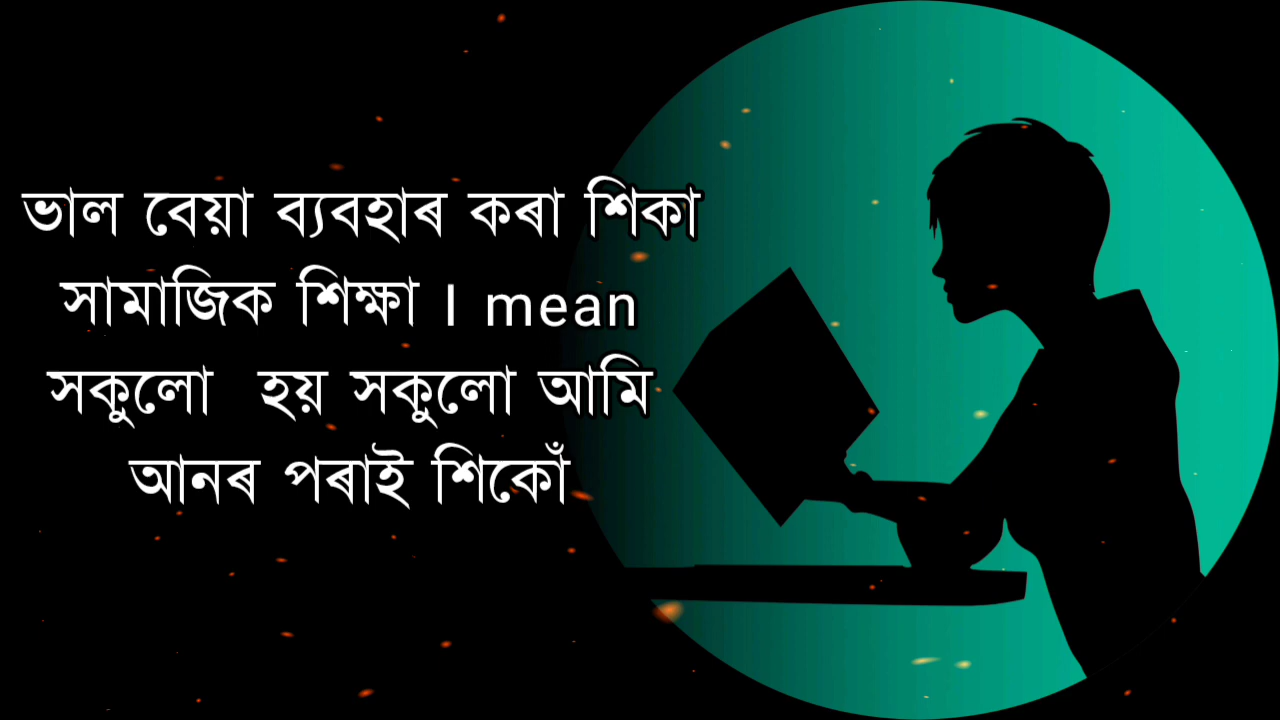 ভাল বেয়া ব্যবহাৰ কৰা শিকা
সামাজিক শিক্ষা I mean
সকুলো হয় সকুলো আমি
আনৰ পৰাই শিকোঁ